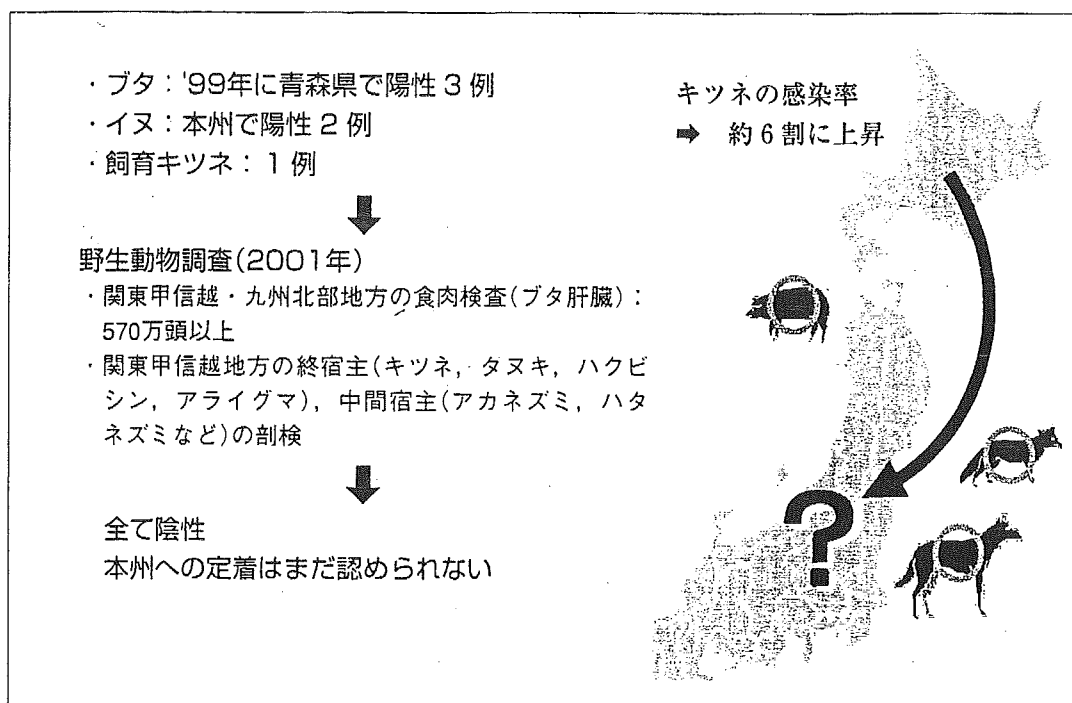 ・ブタ：'99年に青森県で陽性3例
・イヌ：本州で陽性2例
・飼育キツネ：1例
野生動物調査(2001年)
・関東甲信越・九州北部地方の食肉検査(ブタ肝臓)：
570万頭以上
・関東甲信越地方の終宿主(キツネ，タヌキ，ハクビ
シン，アライグマ)，中間宿主(アカネズミ，ハタ
ネズミなど)の剖検
全て陰性
本州への定着はまだ認められない
キツネの感染率
➡ 約6割に上昇
?